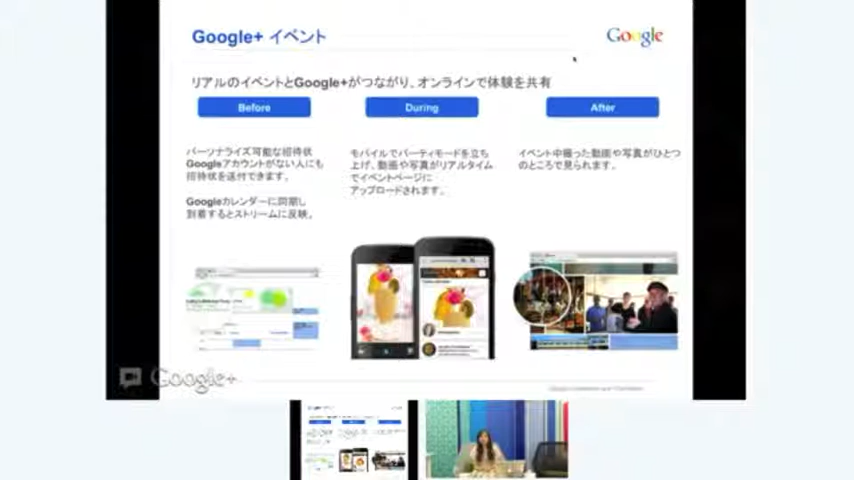 Google+ イベント
Google
リアルのイベントとGoogle+がつながり、オンラインで体験を共有
Before
During
After
パーソナライズ可能な招待状
Googleアカウントがない人にも
招待状を送付できます。
Googleカレンダーに同期し
到着するとストリームに反映。
モバイルでパーティモードを立ち
上げ、動画や写真がリアルタイム
でイベントページに
アップロードされます。
イベント中撮った動画や写真がひとつ
のところで見られます。
Google+